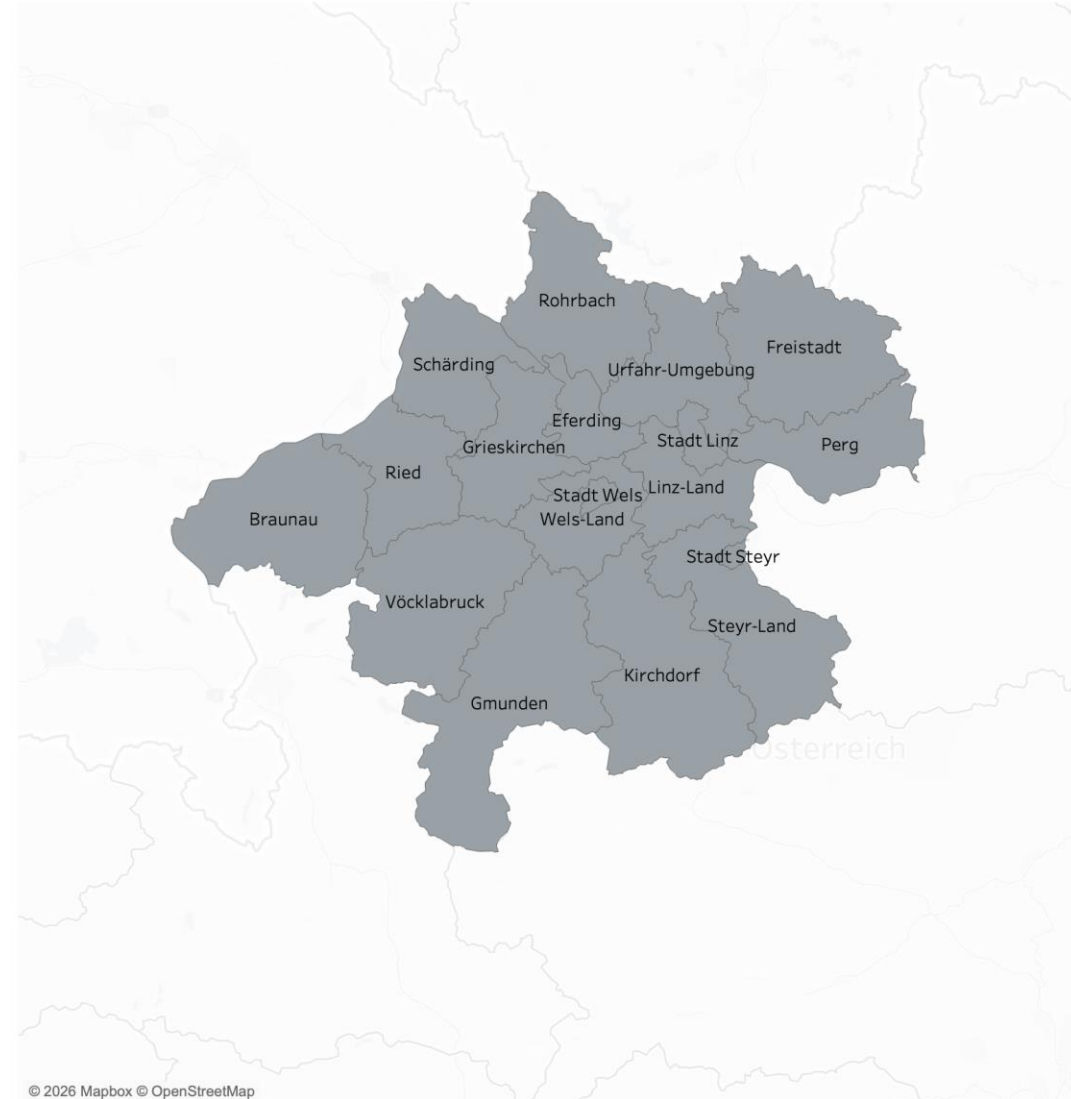 Rohrbach
Freistadt
Schärding
Urfahr-Umgebung
Eferding
Stadt Linz
Perg
Grieskirchen
Ried
Linz-Land
Stadt Wels
Braunau
Wels-Land
Stadt Steyr
Vöcklabruck
Steyr-Land
Kirchdorf
Gmunden
Österreich
© 2026 Mapbox © OpenStreetMap